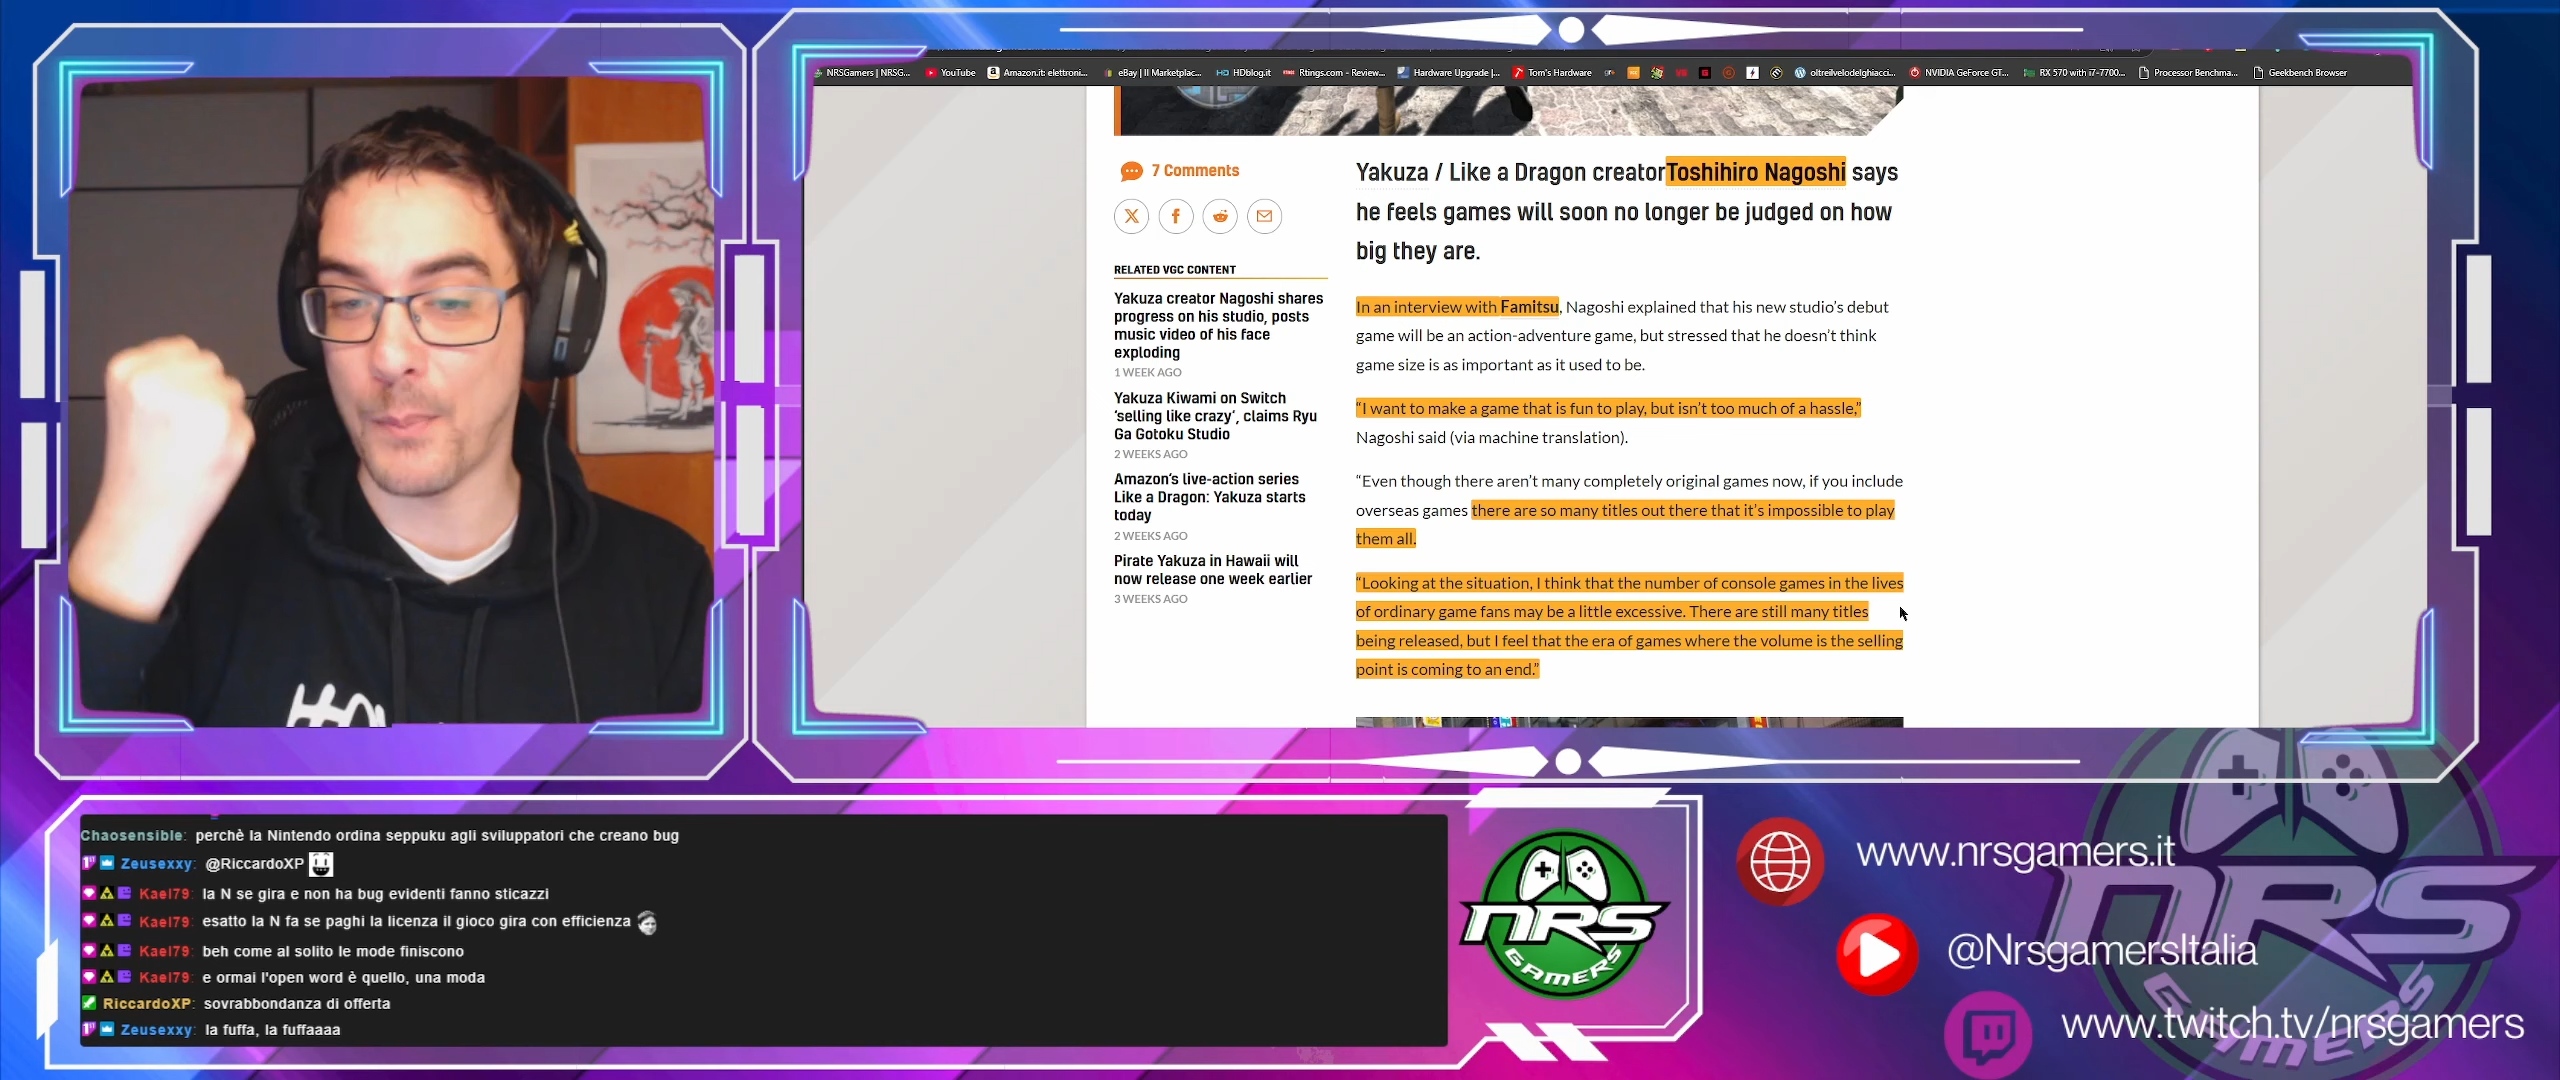 NRSGamers | NRSG...
YouTube
Amazon.it: elettroni...
eBay | Il Marketplac...
HDblog.it
Rtings.com - Review...
Hardware Upgrade |...
Tom's Hardware
oltreilvelodelghiacci...
NVIDIA GeForce GT...
RX 570 with i7-7700...
Processor Benchma...
Geekbench Browser
7 Comments
RELATED VGC CONTENT
Yakuza creator Nagoshi shares
progress on his studio, posts
music video of his face
exploding
1 WEEK AGO
Yakuza Kiwami on Switch
‘selling like crazy’, claims Ryu
Ga Gotoku Studio
2 WEEKS AGO
Amazon’s live-action series
Like a Dragon: Yakuza starts
today
2 WEEKS AGO
Pirate Yakuza in Hawaii will
now release one week earlier
3 WEEKS AGO
Yakuza / Like a Dragon creator Toshihiro Nagoshi says
he feels games will soon no longer be judged on how
big they are.
In an interview with Famitsu, Nagoshi explained that his new studio’s debut
game will be an action-adventure game, but stressed that he doesn’t think
game size is as important as it used to be.
“I want to make a game that is fun to play, but isn’t too much of a hassle,”
Nagoshi said (via machine translation).
“Even though there aren’t many completely original games now, if you include
overseas games there are so many titles out there that it’s impossible to play
them all.
“Looking at the situation, I think that the number of console games in the lives
of ordinary game fans may be a little excessive. There are still many titles
being released, but I feel that the era of games where the volume is the selling
point is coming to an end.”
Chaosensible: perchè la Nintendo ordina seppuku agli sviluppatori che creano bug
Zeusexxy: @RiccardoXP
Kael79: la N se gira e non ha bug evidenti fanno sticazzi
Kael79: esatto la N fa se paghi la licenza il gioco gira con efficienza
Kael79: beh come al solito le mode finiscono
Kael79: e ormai l'open word è quello, una moda
RiccardoXP: sovrabbondanza di offerta
Zeusexxy: la fuffa, la fuffaaaa
NRS
GAMERS
www.nrsgamers.it
@NrsgamersItalia
www.twitch.tv/nrsgamers
NRS
GAMERS